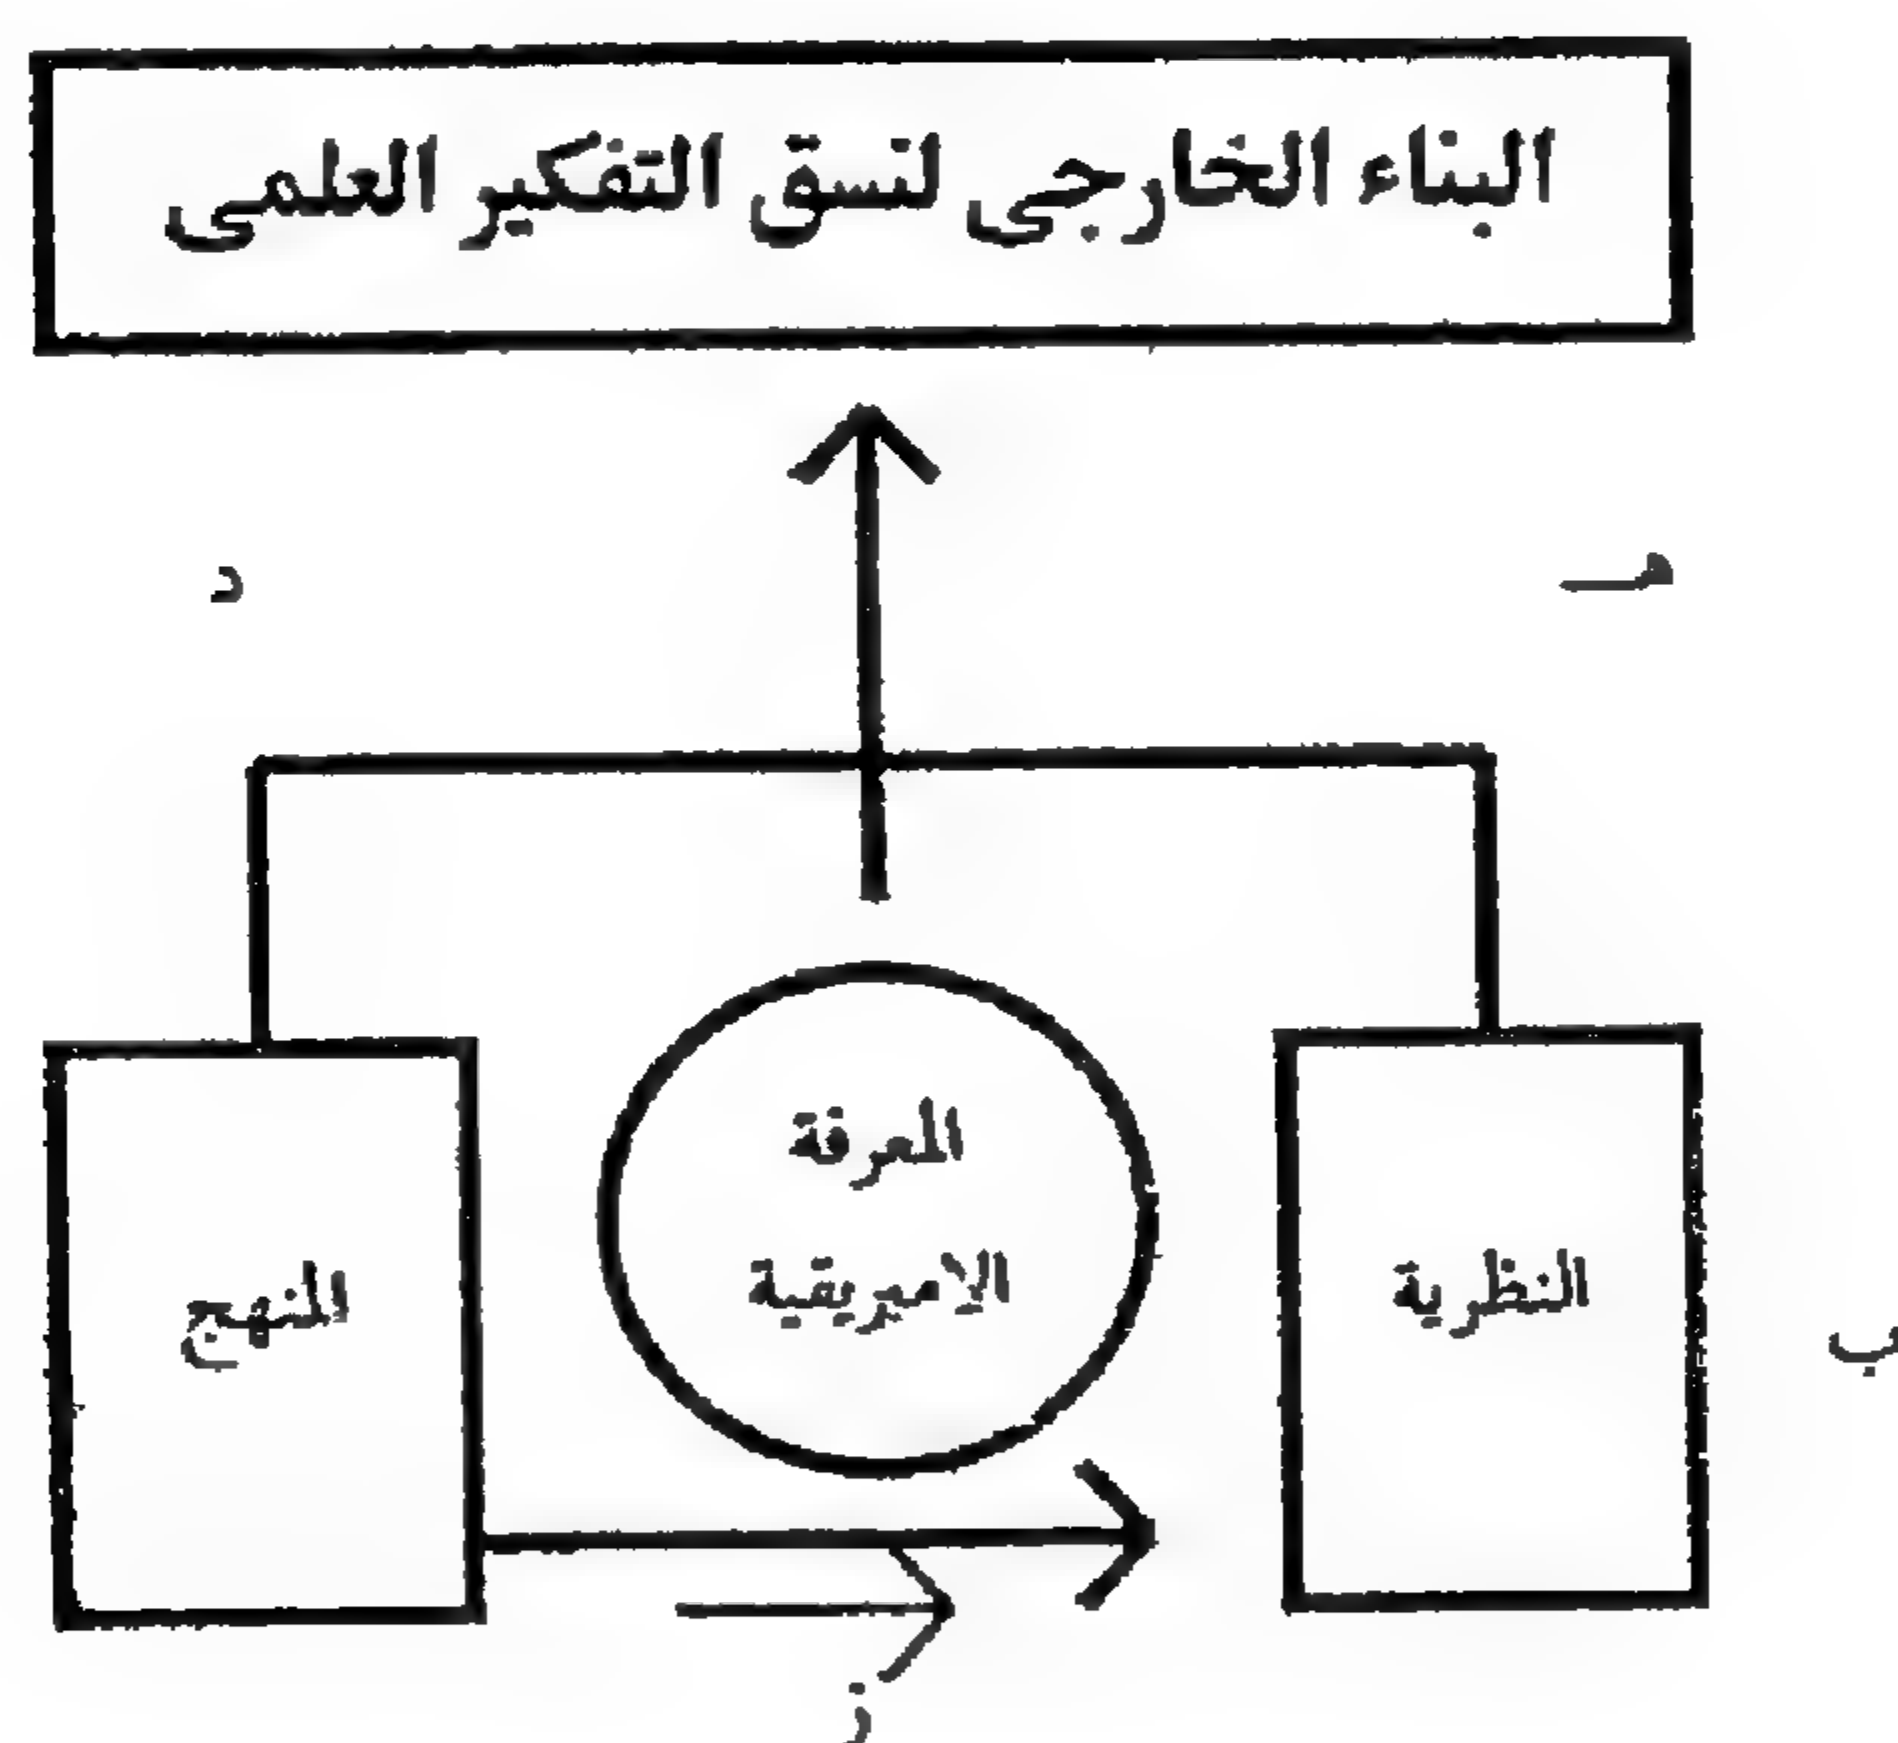 البناء الخارجى لنسق التفكير العلمى
هـ
د
المعرفة
الامبريقية
النظرية
المنهج
ب
ز